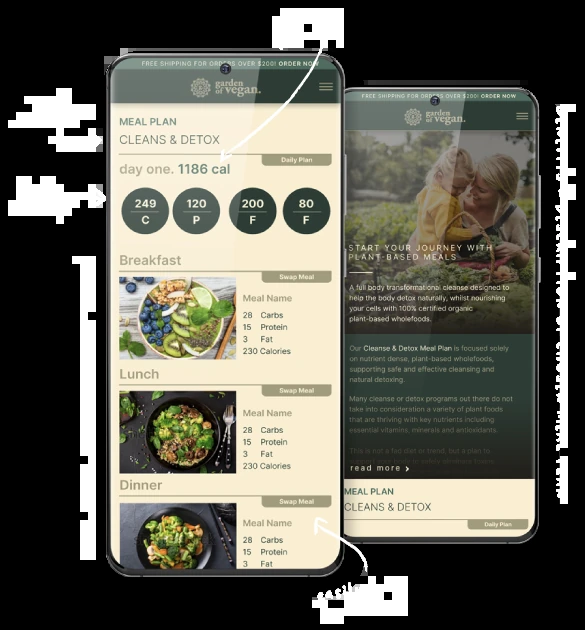 FREE SHIPPING FOR ORDERS OVER $200! ORDER NOW
garden
of vegan.
MEAL PLAN
CLEANS & DETOX
Daily Plan
day one. 1186 cal
249 120 200 80
C P F F
Breakfast
Swap Meal
Meal Name
28 Carbs
15 Protein
3 Fat
230 Calories
Lunch
Swap Meal
Meal Name
28 Carbs
15 Protein
3 Fat
230 Calories
Dinner
Swap Meal
Meal Name
28 Carbs
15 Protein
3 Fat
FREE SHIPPING FOR ORDERS OVER $200! ORDER NOW
garden
of vegan.
START YOUR JOURNEY WITH
PLANT-BASED MEALS
A full body transformational cleanse designed to
help the body detox naturally, whilst nourishing
your cells with 100% certified organic
plant-based wholefoods.
Our Cleanse & Detox Meal Plan is focused solely
on nutrient dense, plant-based wholefoods,
supporting safe and effective cleansing and
natural detoxing.
Many cleanse or detox programs out there do not
take into consideration a variety of plant foods
that are thriving with key nutrients including
essential vitamins, minerals and antioxidants.
This is not a fad diet or trend, but a plan to
read more >
MEAL PLAN
CLEANS & DETOX
Daily Plan